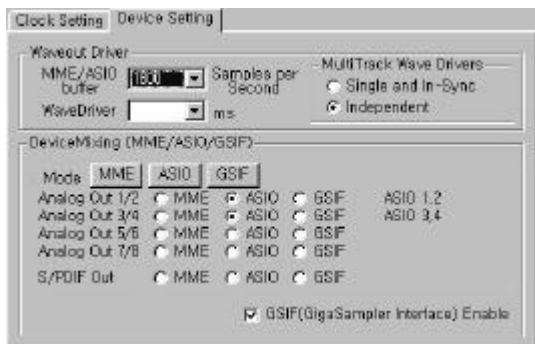 Clock Setting Device Setting
Waveout Driver
MME/ASIO buffer 1800 Samples per Second
WaveDriver ms
MultiTrack Wave Drivers
Single and In-Sync
Independent
DeviceMixing (MME/ASIO/GSIF)
Mode MME ASIO GSIF
Analog Out 1/2 MME ASIO GSIF ASIO 1,2
Analog Out 3/4 MME ASIO GSIF ASIO 3,4
Analog Out 5/6 MME ASIO GSIF
Analog Out 7/8 MME ASIO GSIF
S/PDIF Out MME ASIO GSIF
GSIF(GigaSampler Interface) Enable